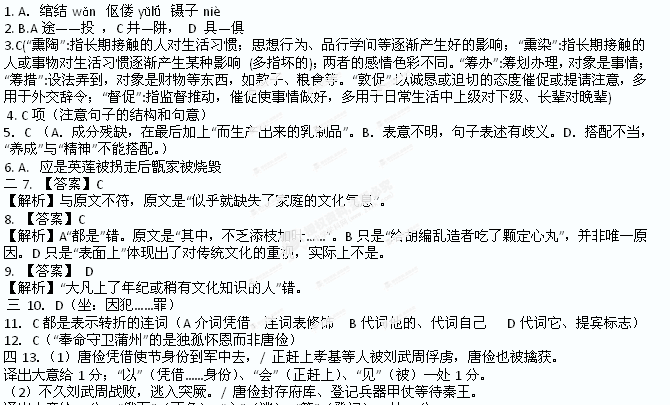 1. A. 绾结 wǎn 伛偻 yǔlǚ 镊子 niè
2. B.A 途——投 ，C 井—阱， D 具—俱
3.C(“熏陶”:指长期接触的人对生活习惯；思想行为、品行学问等逐渐产生好的影响；“熏染”:指长期接触的
人或事物对生活习惯逐渐产生某种影响 (多指坏的)；两者的感情色彩不同。“筹办”:筹划办理，对象是事情；
“筹措”:设法弄到，对象是财物等东西，如款子、粮食等。“敦促”:以诚恳或迫切的态度催促或提请注意，多
用于外交辞令；“督促”:指监督推动，催促使事情做好，多用于日常生活中上级对下级、长辈对晚辈)
4. C 项（注意句子的结构和句意）
5. C （A．成分残缺，在最后加上“而生产出来的乳制品”。B．表意不明，句子表述有歧义。D．搭配不当，
“养成”与“精神”不能搭配。）
6. A. 应是英莲被拐走后甄家被烧毁
二 7. 【答案】C
【解析】与原文不符，原文是“似乎就缺失了家庭的文化气息”。
8. 【答案】C
【解析】A“都是”错。原文是“其中，不乏添枝加叶……”。B 只是“给胡编乱造者吃了颗定心丸”，并非唯一原
因。D 只是“表面上”体现出了对传统文化的重视，实际上不是。
9. 【答案】 D
【解析】“大凡上了年纪或稍有文化知识的人”错。
三 10. D（坐：因犯……罪）
11. C 都是表示转折的连词（A 介词凭借、连词表修饰 B 代词他的、代词自己 D 代词它、提宾标志）
12. C（“奉命守卫蒲州”的是独孤怀恩而非唐俭）
四 13.（1）唐俭凭借使节身份到军中去，/ 正赶上孝基等人被刘武周俘虏，唐俭也被擒获。
译出大意给 1 分；“以”（凭借……身份）、“会”（正赶上）、“见”（被）一处 1 分。
（2）不久刘武周战败，逃入突厥。/ 唐俭封存府库、登记兵器甲仗等待秦王。